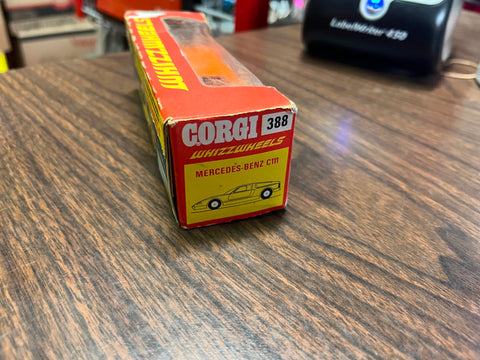 WHIZZWHEELS
CORGI 388
WHIZZWHEELS
MERCEDES-BENZ C111
LabelWriter 450